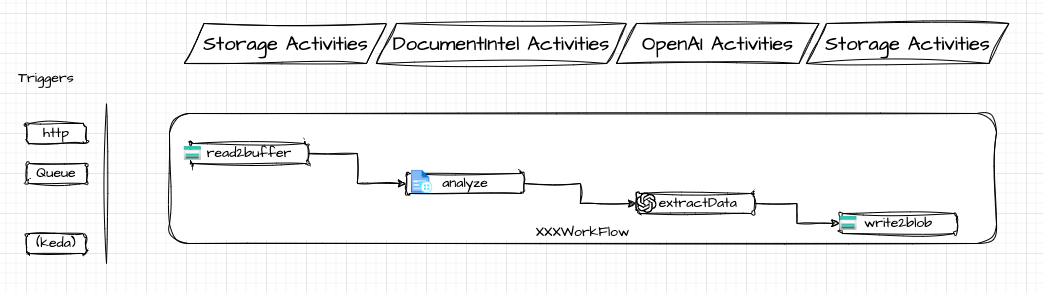 Storage Activities
DocumentIntel Activities
OpenAI Activities
Storage Activities
Triggers
http
Queue
(keda)
read2buffer
analyze
extractData
write2blob
XXXWorkFlow